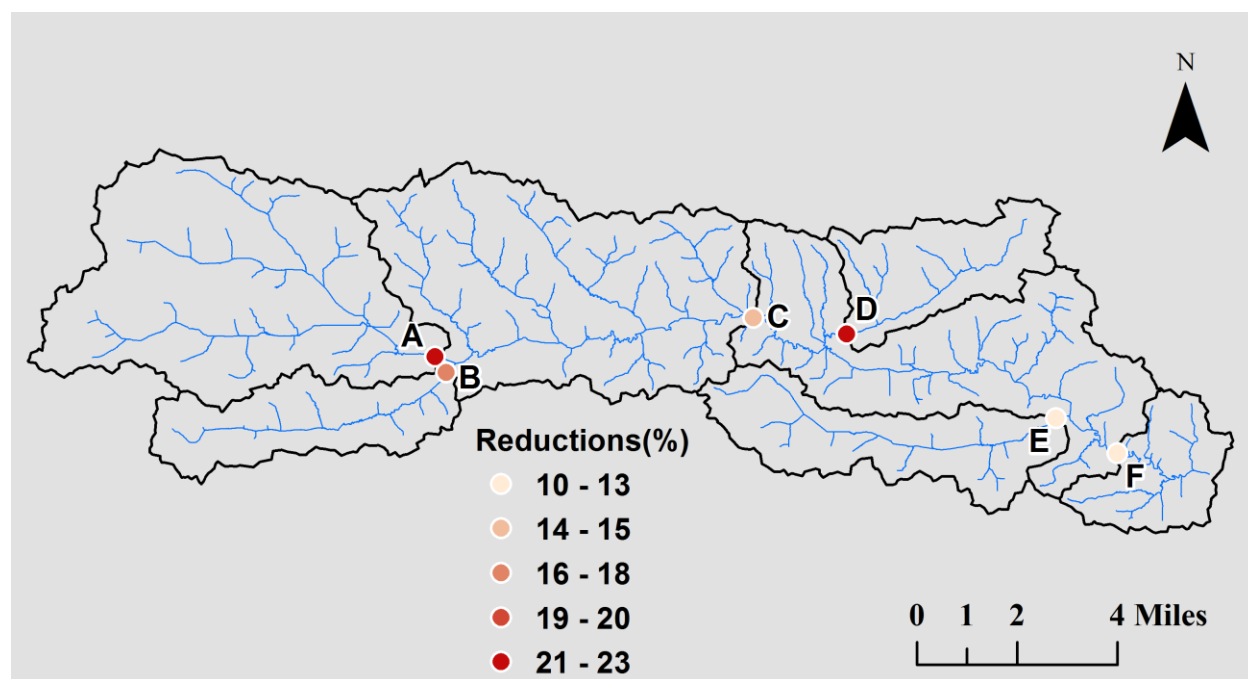 N
A
B
C
D
E
F
Reductions(%)
10 - 13
14 - 15
16 - 18
19 - 20
21 - 23
0 1 2 4 Miles